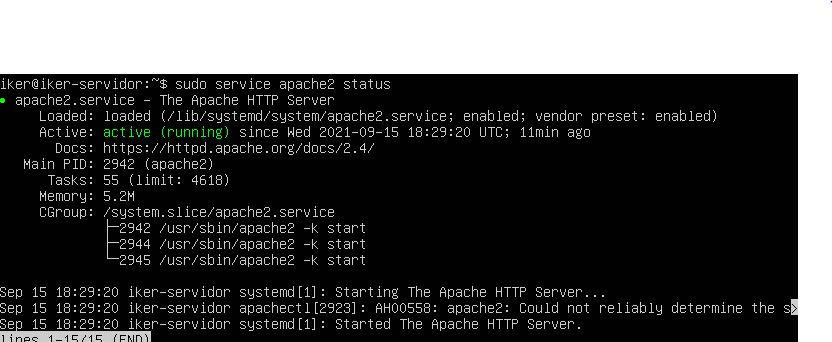 iker@iker-servidor:~$ sudo service apache2 status
● apache2.service – The Apache HTTP Server
Loaded: loaded (/lib/systemd/system/apache2.service; enabled; vendor preset: enabled)
Active: active (running) since Wed 2021-09-15 18:29:20 UTC; 11min ago
Docs: https://httpd.apache.org/docs/2.4/
Main PID: 2942 (apache2)
Tasks: 55 (limit: 4618)
Memory: 5.2M
CGroup: /system.slice/apache2.service
├─2942 /usr/sbin/apache2 -k start
├─2944 /usr/sbin/apache2 -k start
└─2945 /usr/sbin/apache2 -k start
Sep 15 18:29:20 iker-servidor systemd[1]: Starting The Apache HTTP Server...
Sep 15 18:29:20 iker-servidor apachectl[2923]: AH00558: apache2: Could not reliably determine the s>
Sep 15 18:29:20 iker-servidor systemd[1]: Started The Apache HTTP Server.
lines 1-15/15 (END)